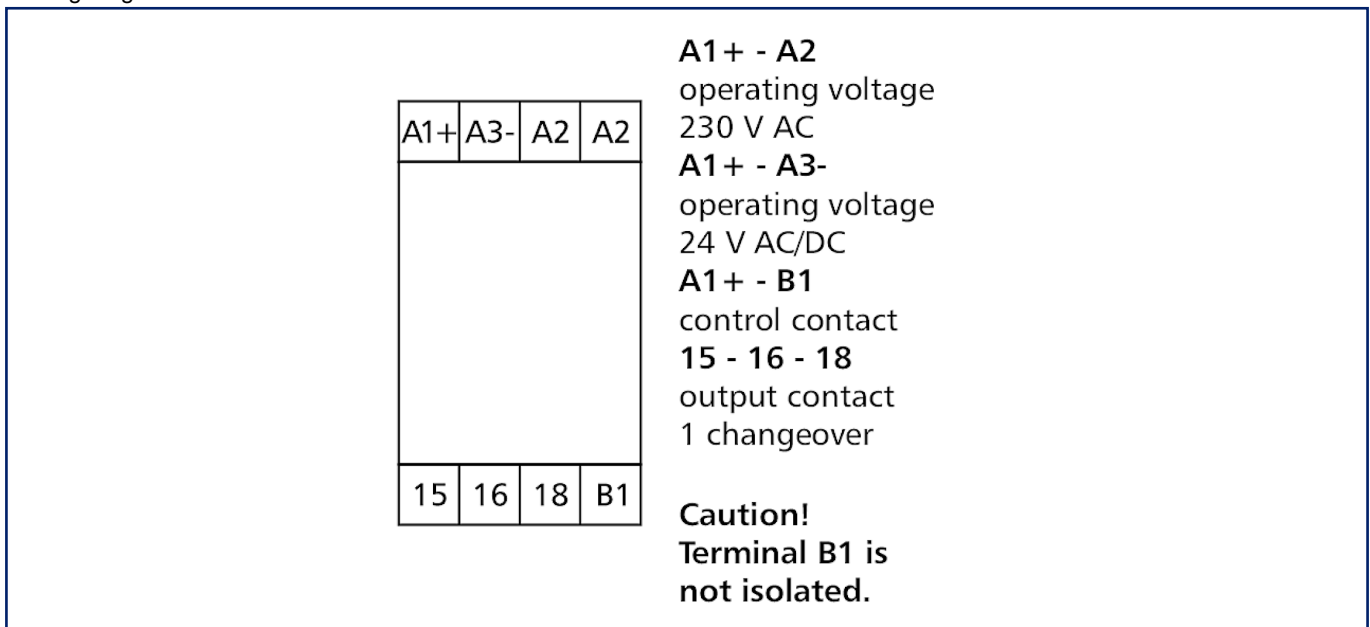 A1+ A3- A2 A2
15 16 18 B1
A1+ - A2
operating voltage
230 V AC
A1+ - A3-
operating voltage
24 V AC/DC
A1+ - B1
control contact
15 - 16 - 18
output contact
1 changeover
Caution!
Terminal B1 is
not isolated.